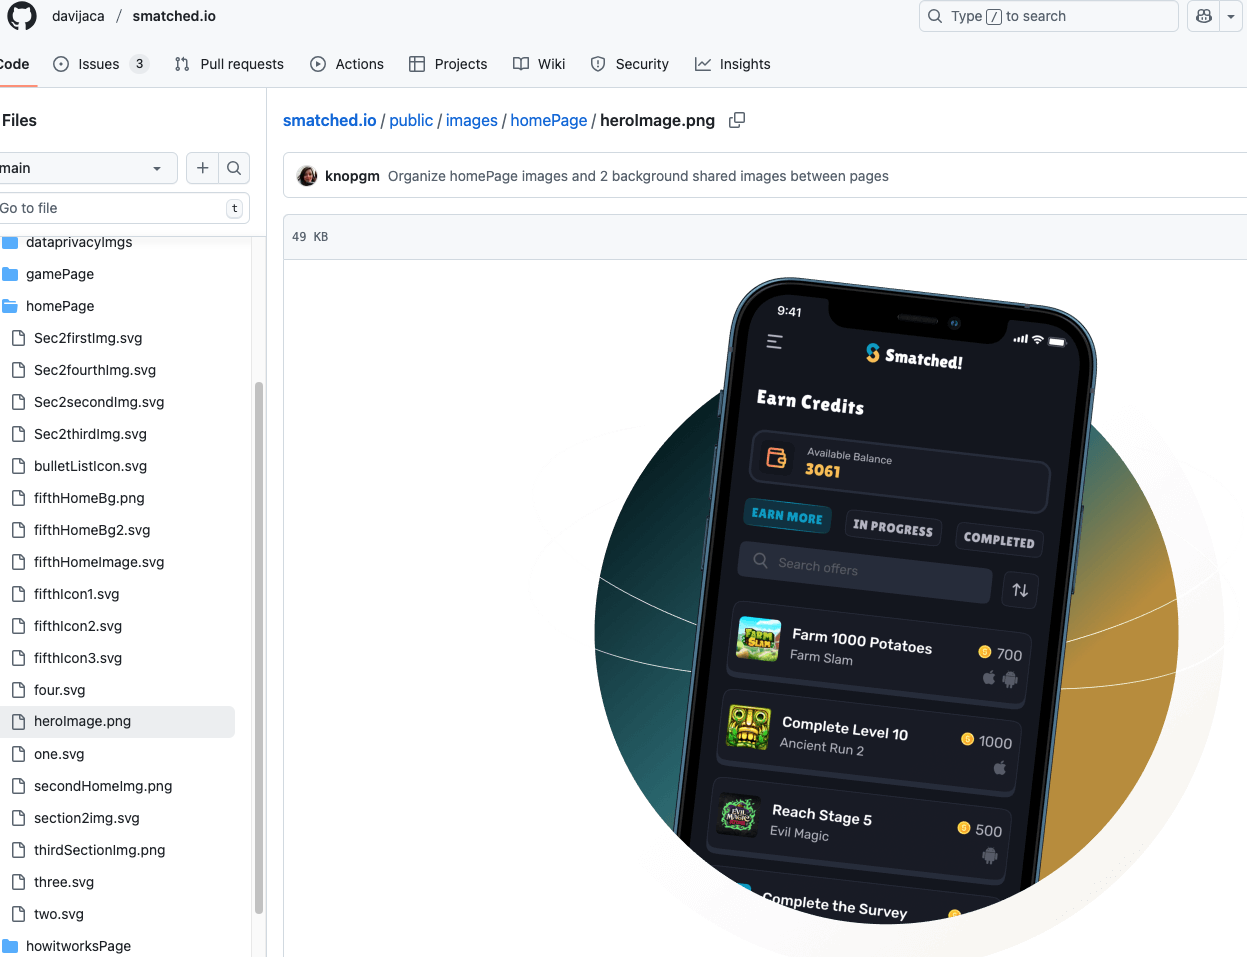 davijaca / smatched.io
Type / to search
Code
Issues 3
Pull requests
Actions
Projects
Wiki
Security
Insights
Files
main
Go to file
t
dataprivacyImgs
gamePage
homePage
Sec2firstImg.svg
Sec2fourthImg.svg
Sec2secondImg.svg
Sec2thirdImg.svg
bulletListIcon.svg
fifthHomeBg.png
fifthHomeBg2.svg
fifthHomeImage.svg
fifthIcon1.svg
fifthIcon2.svg
fifthIcon3.svg
four.svg
heroImage.png
one.svg
secondHomeImg.png
section2img.svg
thirdSectionImg.png
three.svg
two.svg
howitworksPage
smatched.io / public / images / homePage / heroImage.png
knopgm Organize homePage images and 2 background shared images between pages
49 KB
9:41
Smatched!
Earn Credits
Available Balance
3061
EARN MORE
IN PROGRESS
COMPLETED
Search offers
FARM SLAM
Farm 1000 Potatoes
Farm Slam
700
Complete Level 10
Ancient Run 2
1000
EVIL MAGIC
Reach Stage 5
Evil Magic
500
Complete the Survey